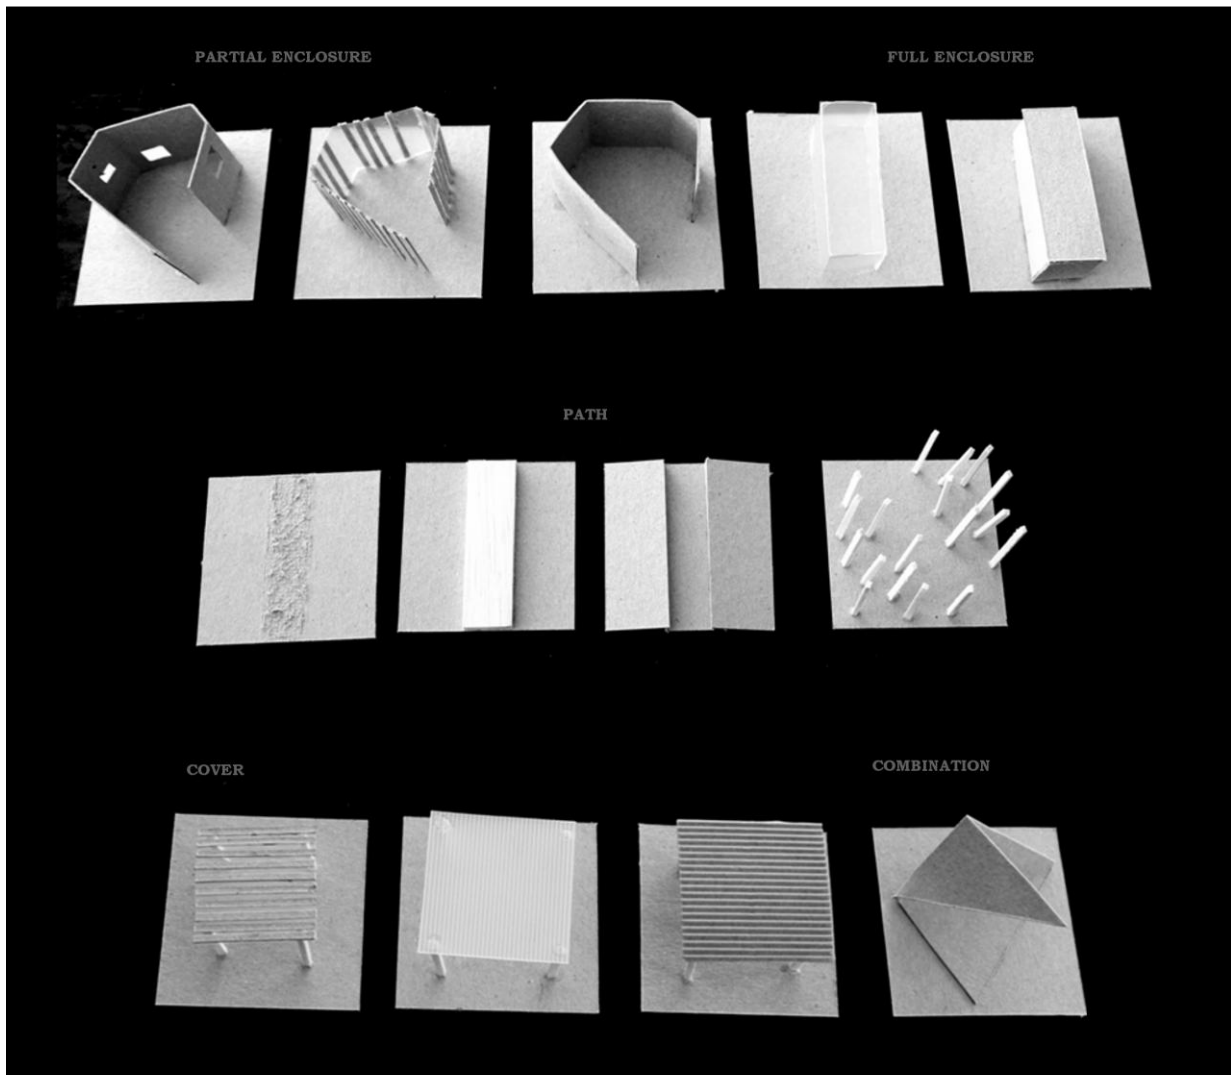 PARTIAL ENCLOSURE
FULL ENCLOSURE
PATH
COVER
COMBINATION